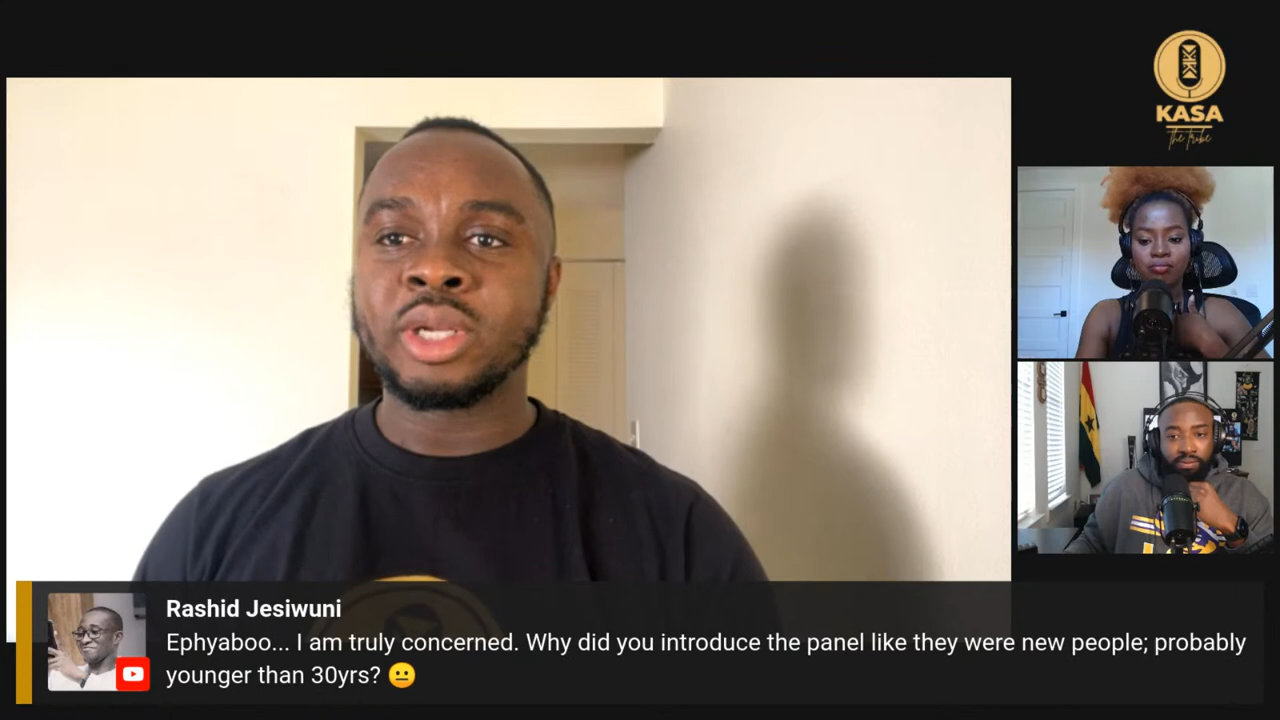 KASA
the tribe
Rashid Jesiwuni
Ephyaboo... I am truly concerned. Why did you introduce the panel like they were new people; probably
younger than 30yrs? 😐